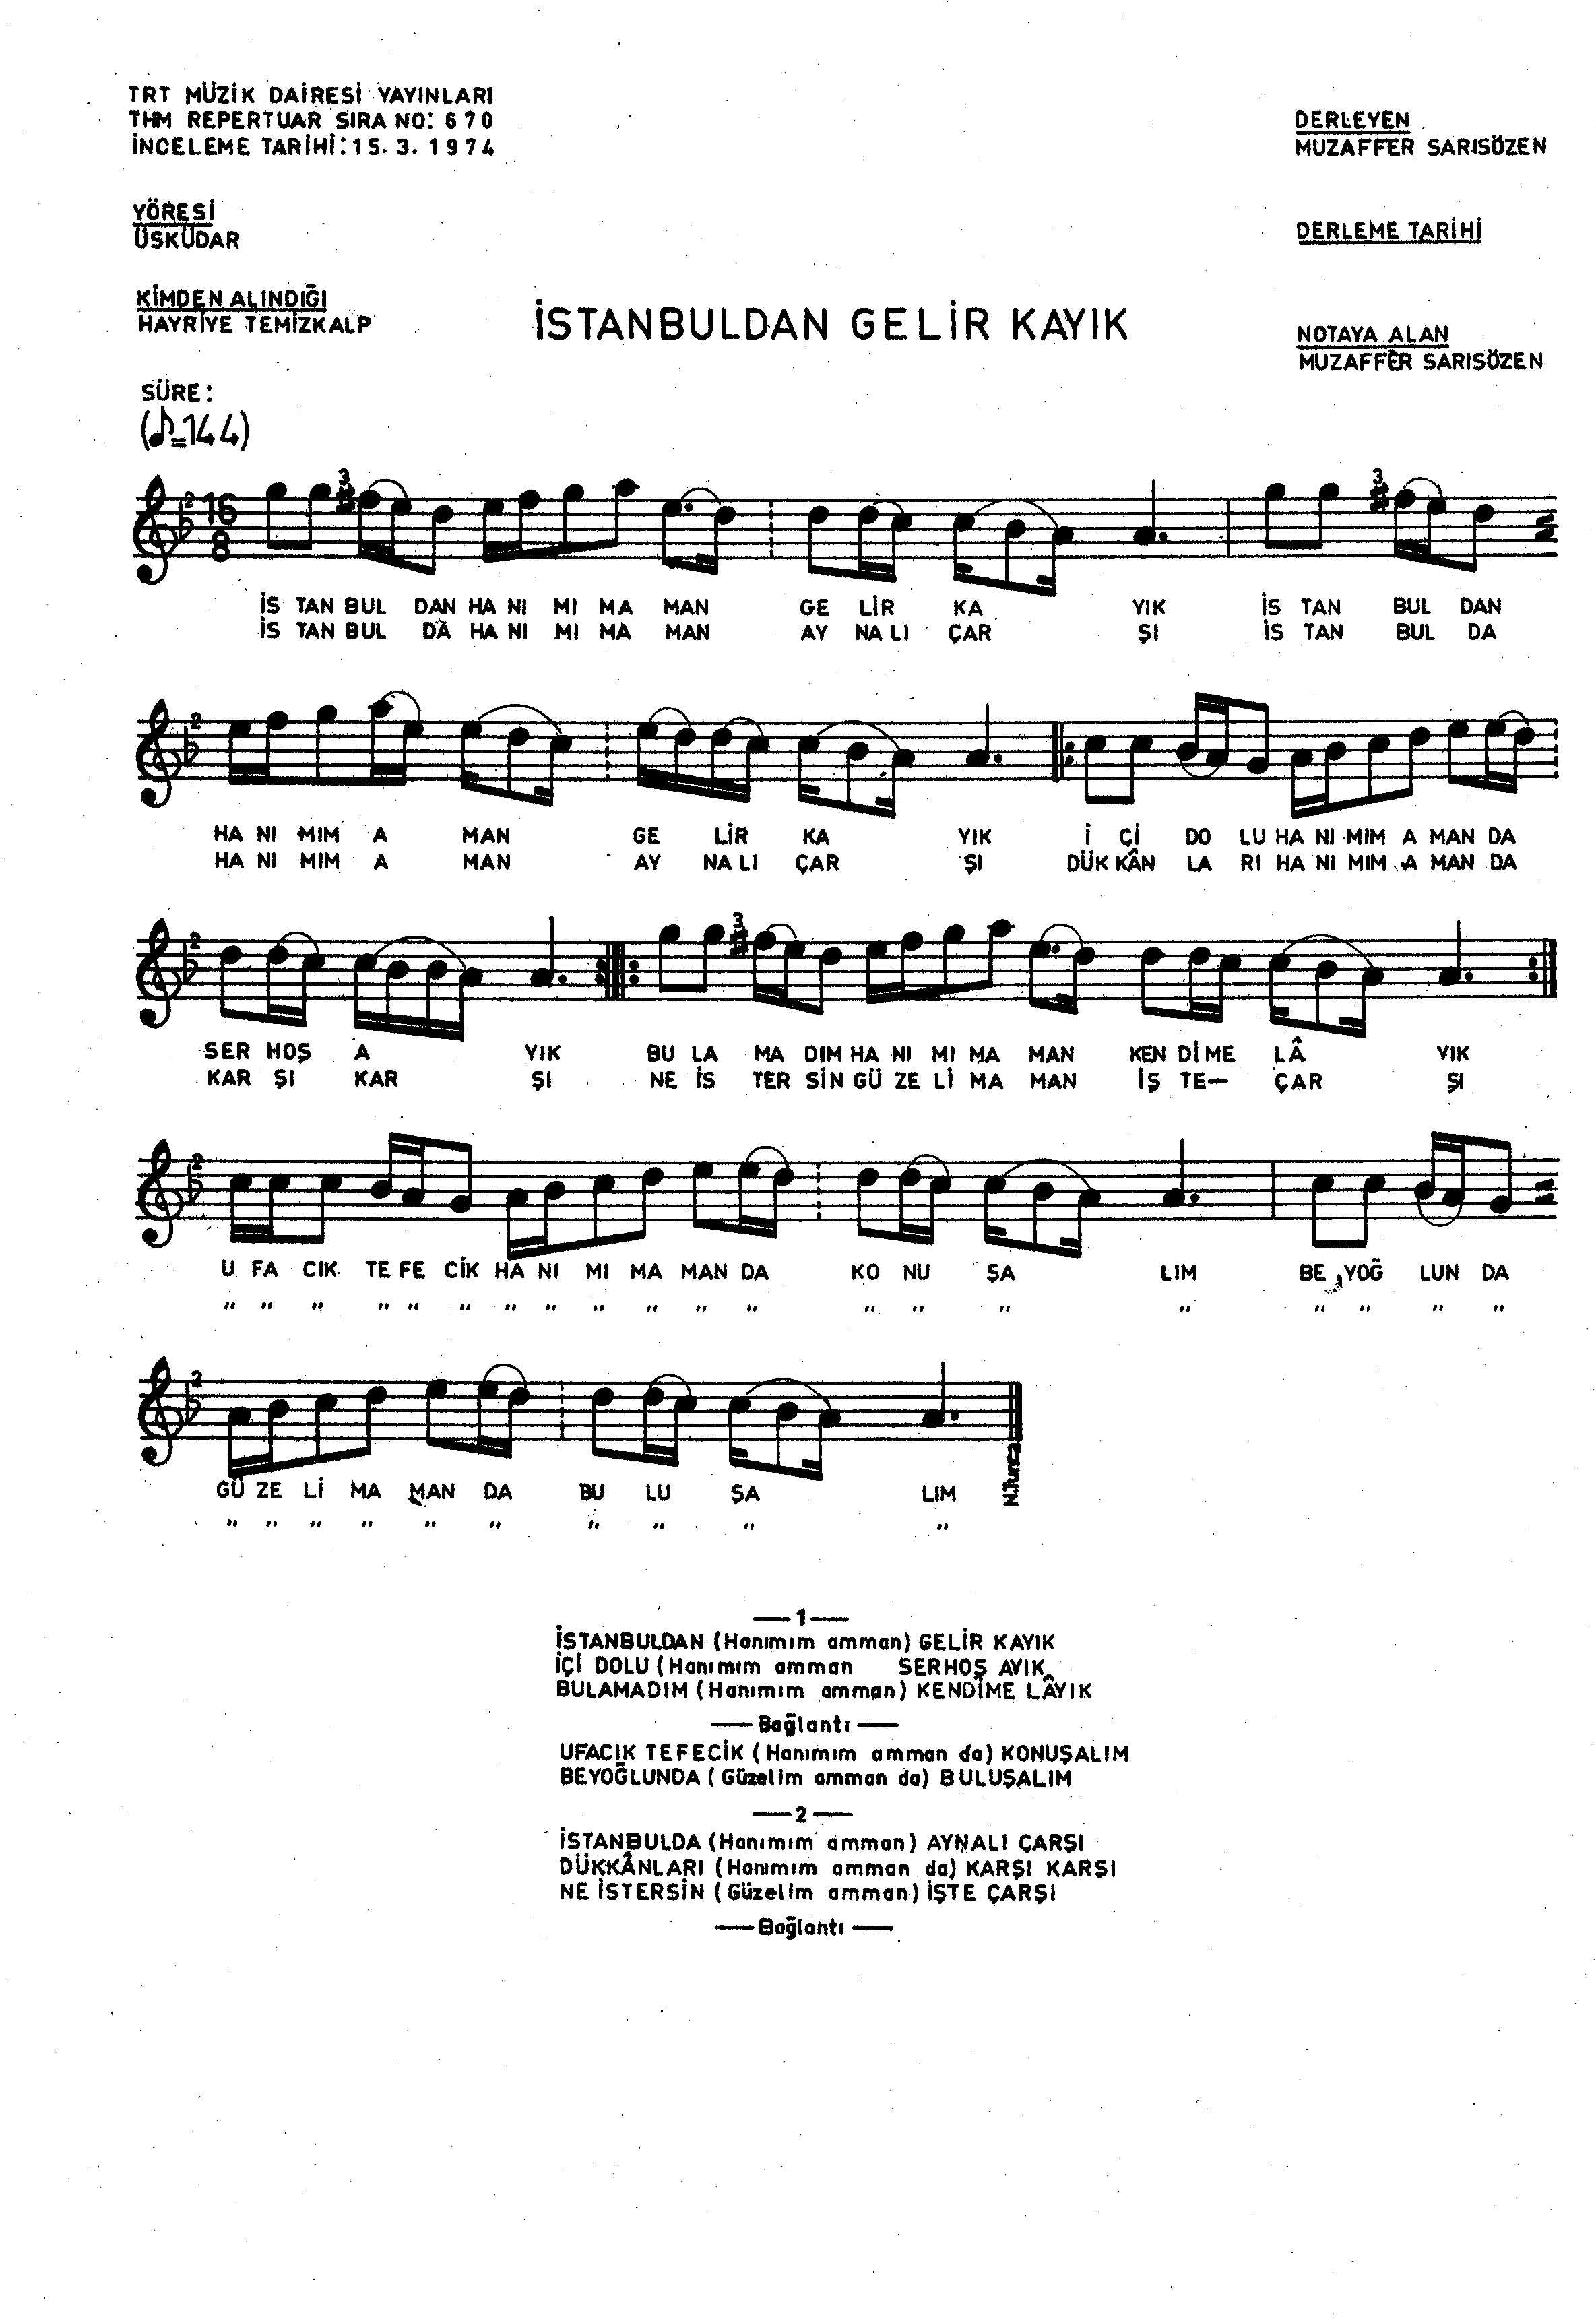 TRT MÜZİK DAİRESİ YAYINLARI
THM REPERTUAR SIRA NO: 670
İNCELEME TARİHİ: 15. 3. 1974
DERLEYEN
MUZAFFER SARISÖZEN
YÖRESİ
ÜSKÜDAR
DERLEME TARİHİ
KİMDEN ALINDIĞI
HAYRİYE TEMİZKALP
İSTANBULDAN GELİR KAYIK
NOTAYA ALAN
MUZAFFER SARISÖZEN
SÜRE:
(♪=144)
2 16 8 3 3
İS TAN BUL DAN HA NI MI MA MAN GE LİR KA YIK İS TAN BUL DAN
İS TAN BUL DA HA NI MI MA MAN AY NA LI ÇAR ŞI İS TAN BUL DA
2
HA NI MIM A MAN GE LİR KA YIK İ Çİ DO LU HA NI MIM A MAN DA
HA NI MIM A MAN AY NA LI ÇAR ŞI DÜK KÂN LA RI HA NI MIM A MAN DA
2 3
SER HOŞ A YIK BU LA MA DIM HA NI MI MA MAN KEN Dİ ME LÂ YIK
KAR ŞI KAR ŞI NE İS TER SİN GÜ ZE Lİ MA MAN İŞ TE— ÇAR ŞI
2
U FA CIK TE FE CİK HA NI MI MA MAN DA KO NU ŞA LIM BE YOĞ LUN DA
" " " " " " " " " " " " " " " " " " " "
2
GÜ ZE Lİ MA MAN DA BU LU ŞA LIM
N.Tunca
" " " " " " " " " "
—1—
İSTANBULDAN (Hanımım amman) GELİR KAYIK
İÇİ DOLU (Hanımım amman SERHOŞ AYIK
BULAMADIM (Hanımım amman) KENDİME LÂYIK
— Bağlantı —
UFACIK TEFECİK (Hanımım amman da) KONUŞALIM
BEYOĞLUNDA (Güzelim amman da) BULUŞALIM
—2—
İSTANBULDA (Hanımım amman) AYNALI ÇARŞI
DÜKKÂNLARI (Hanımım amman da) KARŞI KARŞI
NE İSTERSİN (Güzelim amman) İŞTE ÇARŞI
— Bağlantı —